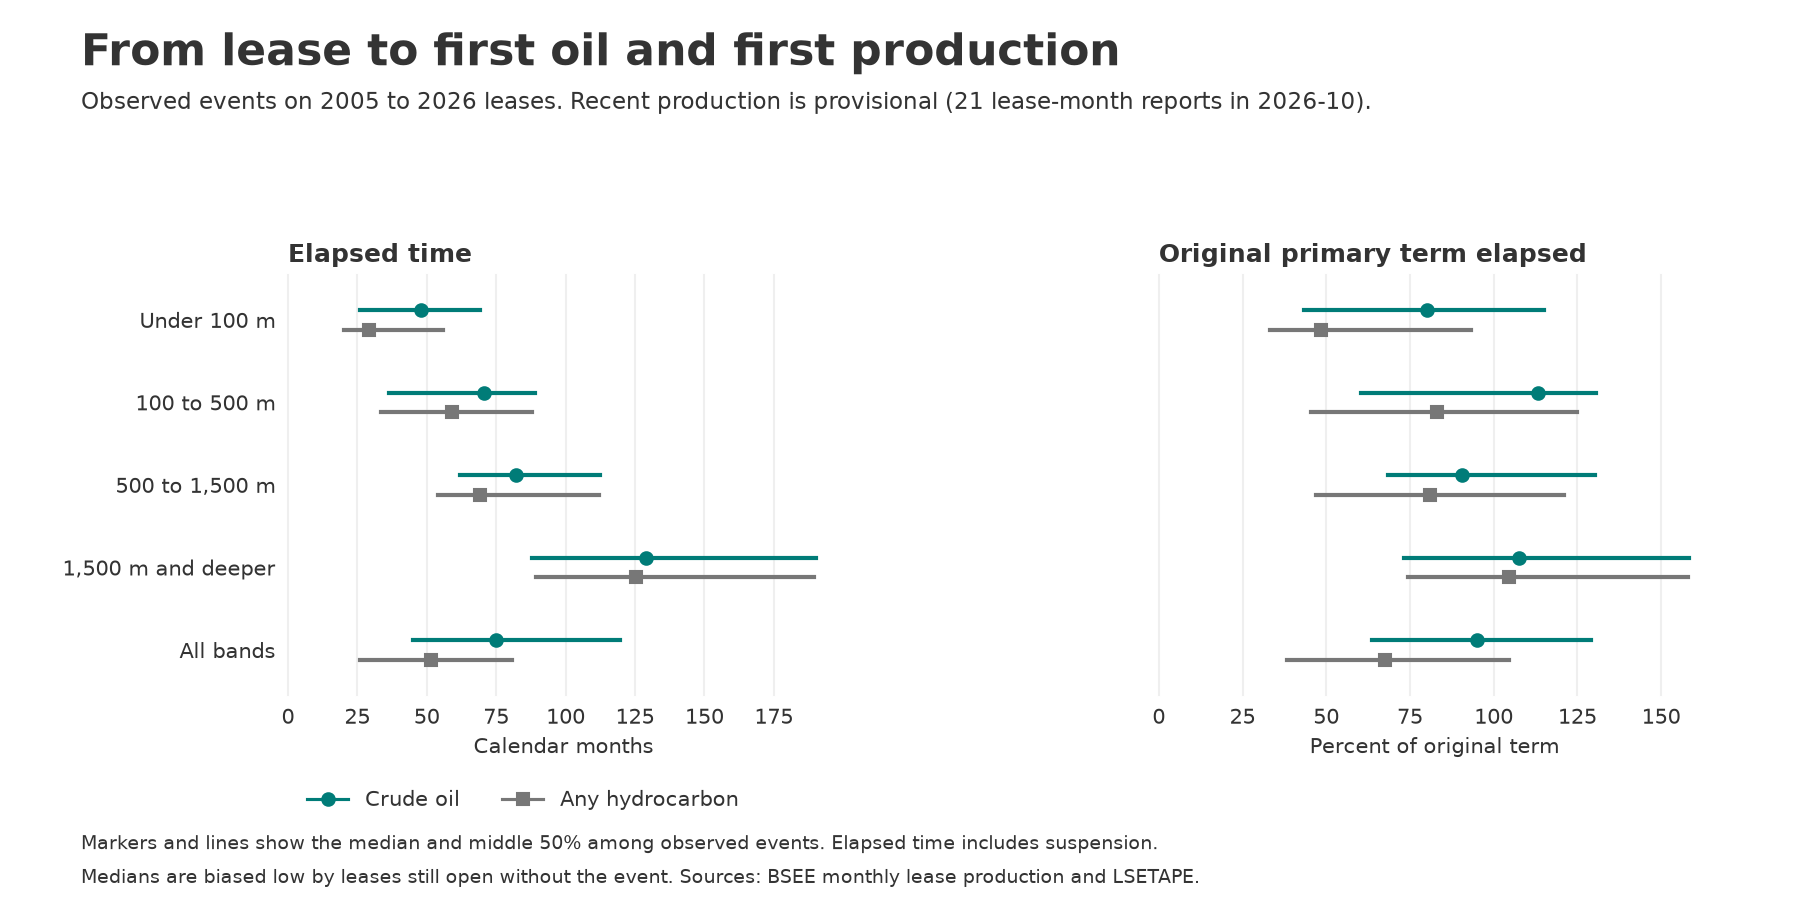 From lease to first oil and first production
Observed events on 2005 to 2026 leases. Recent production is provisional (21 lease-month reports in 2026-10).
Elapsed time
Original primary term elapsed
Under 100 m
100 to 500 m
500 to 1,500 m
1,500 m and deeper
All bands
0 25 50 75 100 125 150 175
0 25 50 75 100 125 150
Calendar months
Percent of original term
Crude oil
Any hydrocarbon
Markers and lines show the median and middle 50% among observed events. Elapsed time includes suspension.
Medians are biased low by leases still open without the event. Sources: BSEE monthly lease production and LSETAPE.